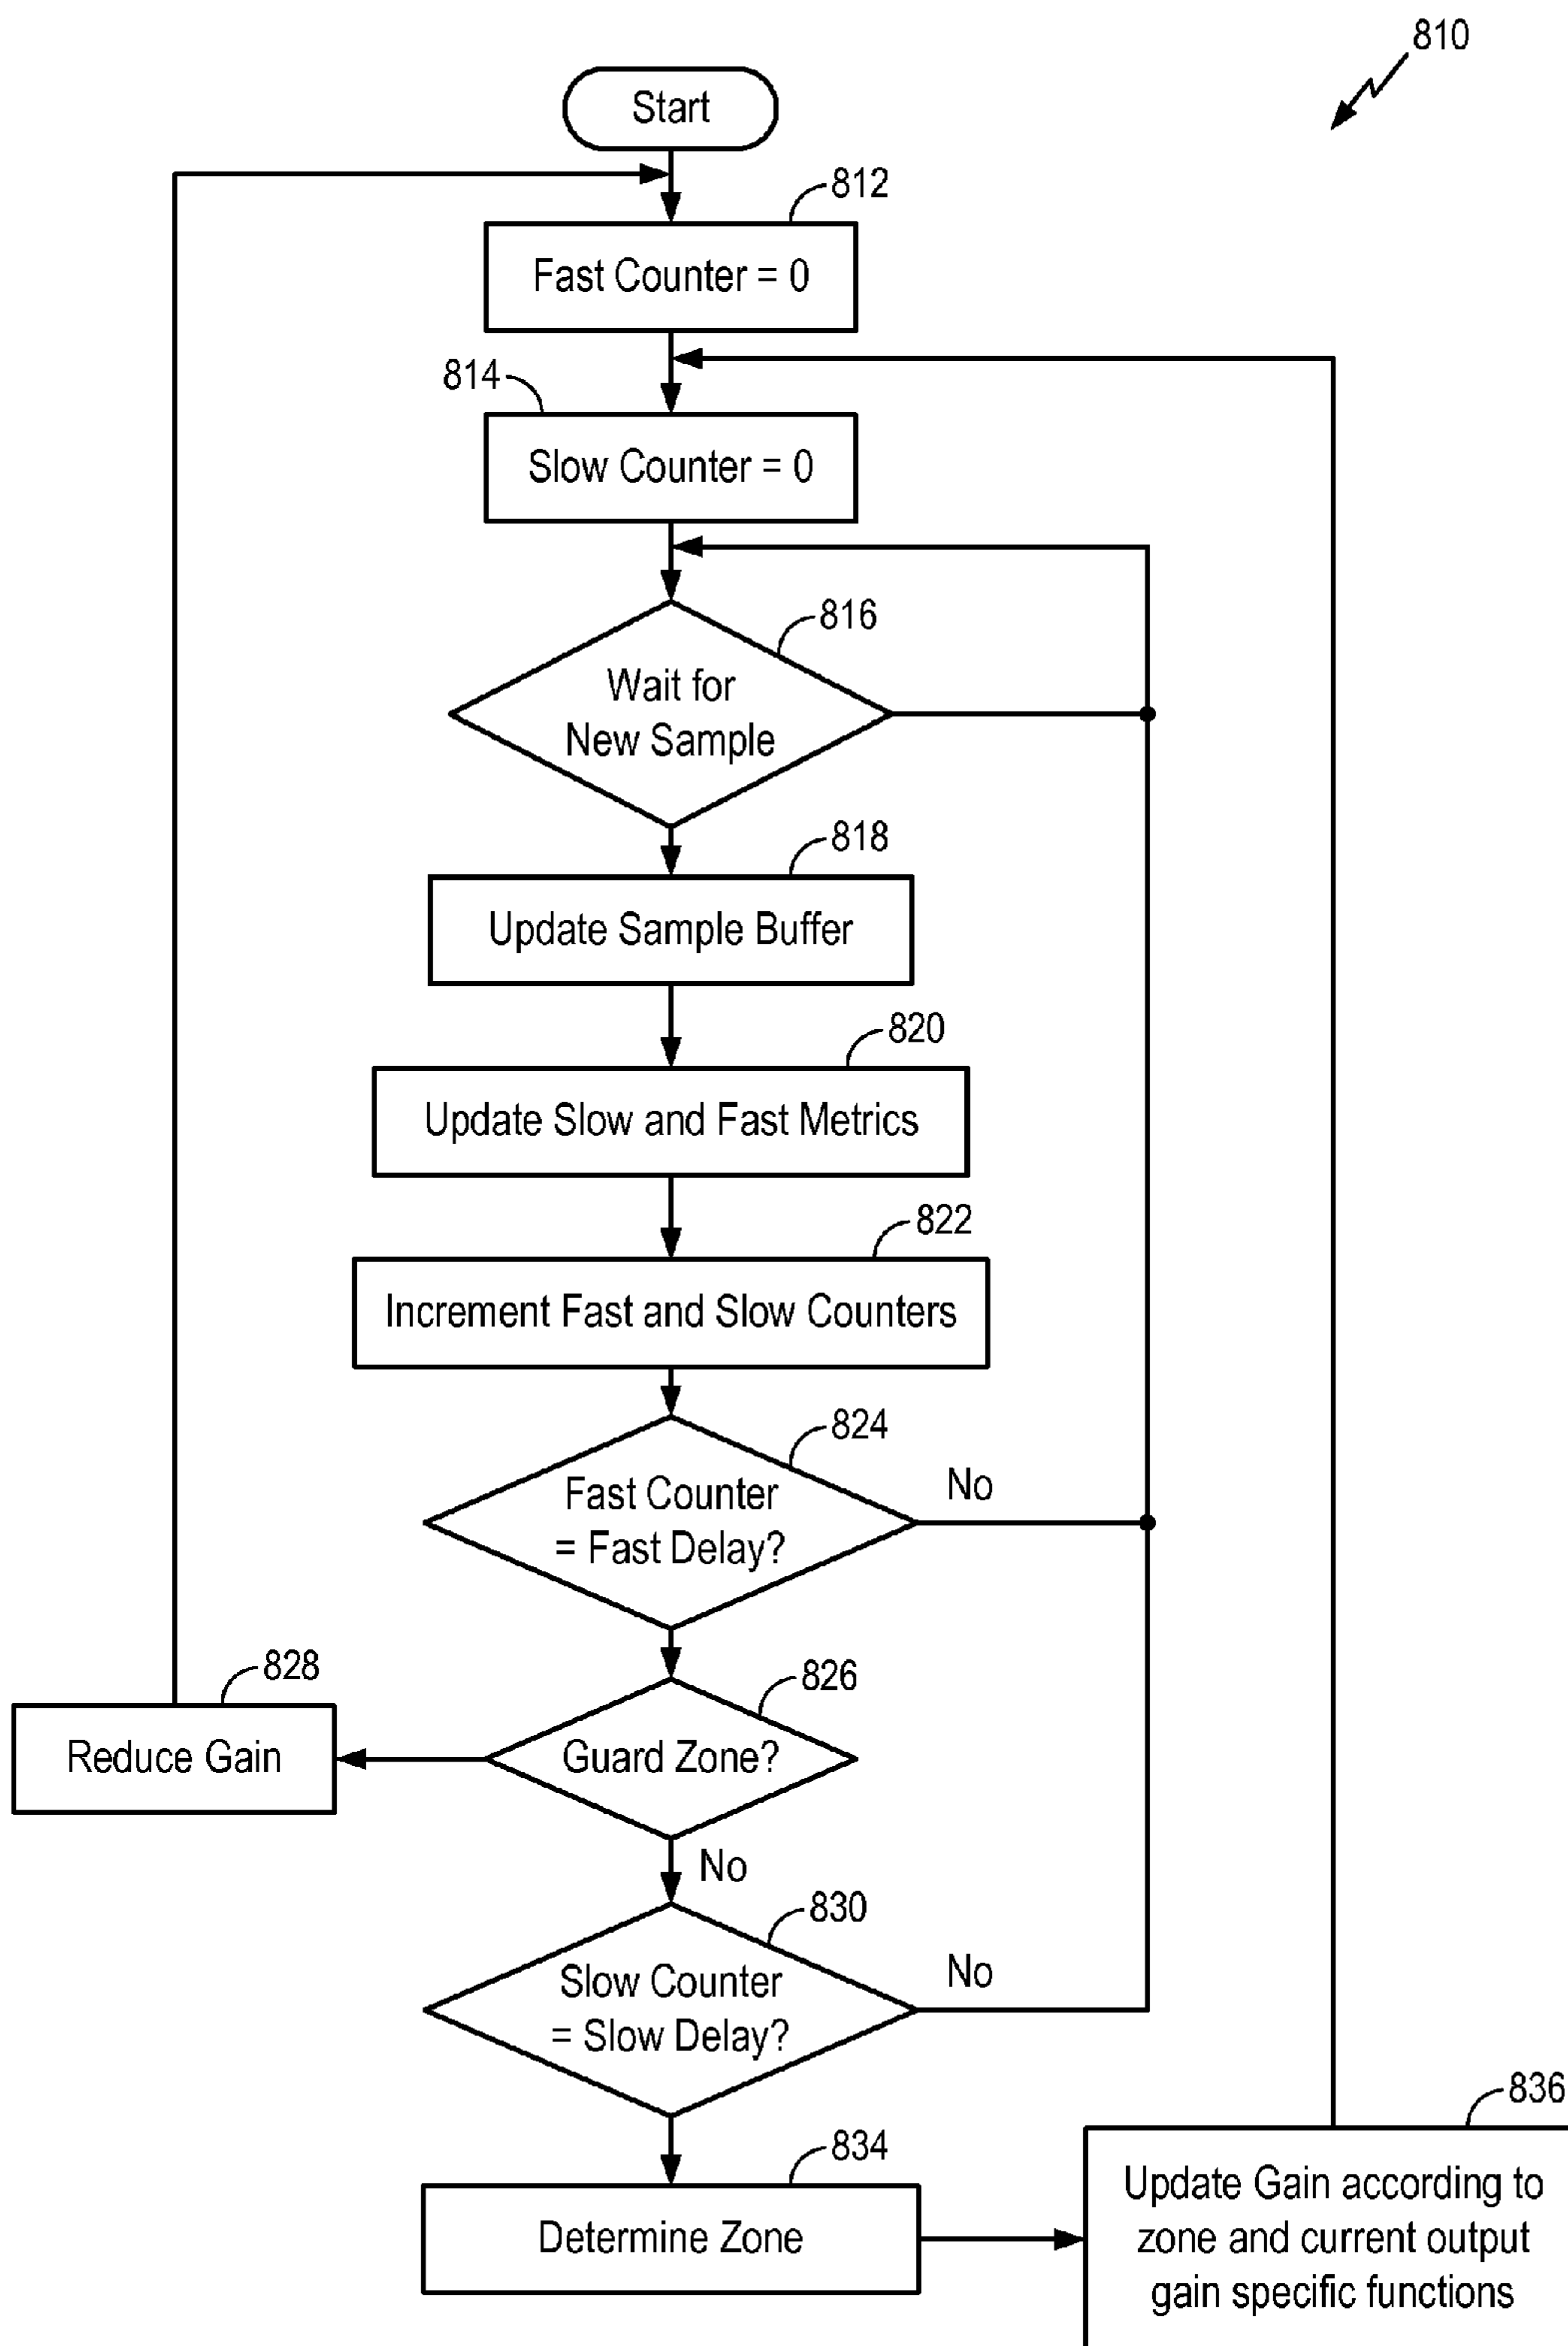 810
Start
812
Fast Counter = 0
814
Slow Counter = 0
816
Wait for
New Sample
818
Update Sample Buffer
820
Update Slow and Fast Metrics
822
Increment Fast and Slow Counters
824
Fast Counter
= Fast Delay?
No
828
Reduce Gain
826
Guard Zone?
No
830
Slow Counter
= Slow Delay?
No
834
Determine Zone
836
Update Gain according to
zone and current output
gain specific functions